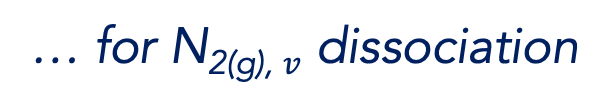 … for N2(g), v dissociation